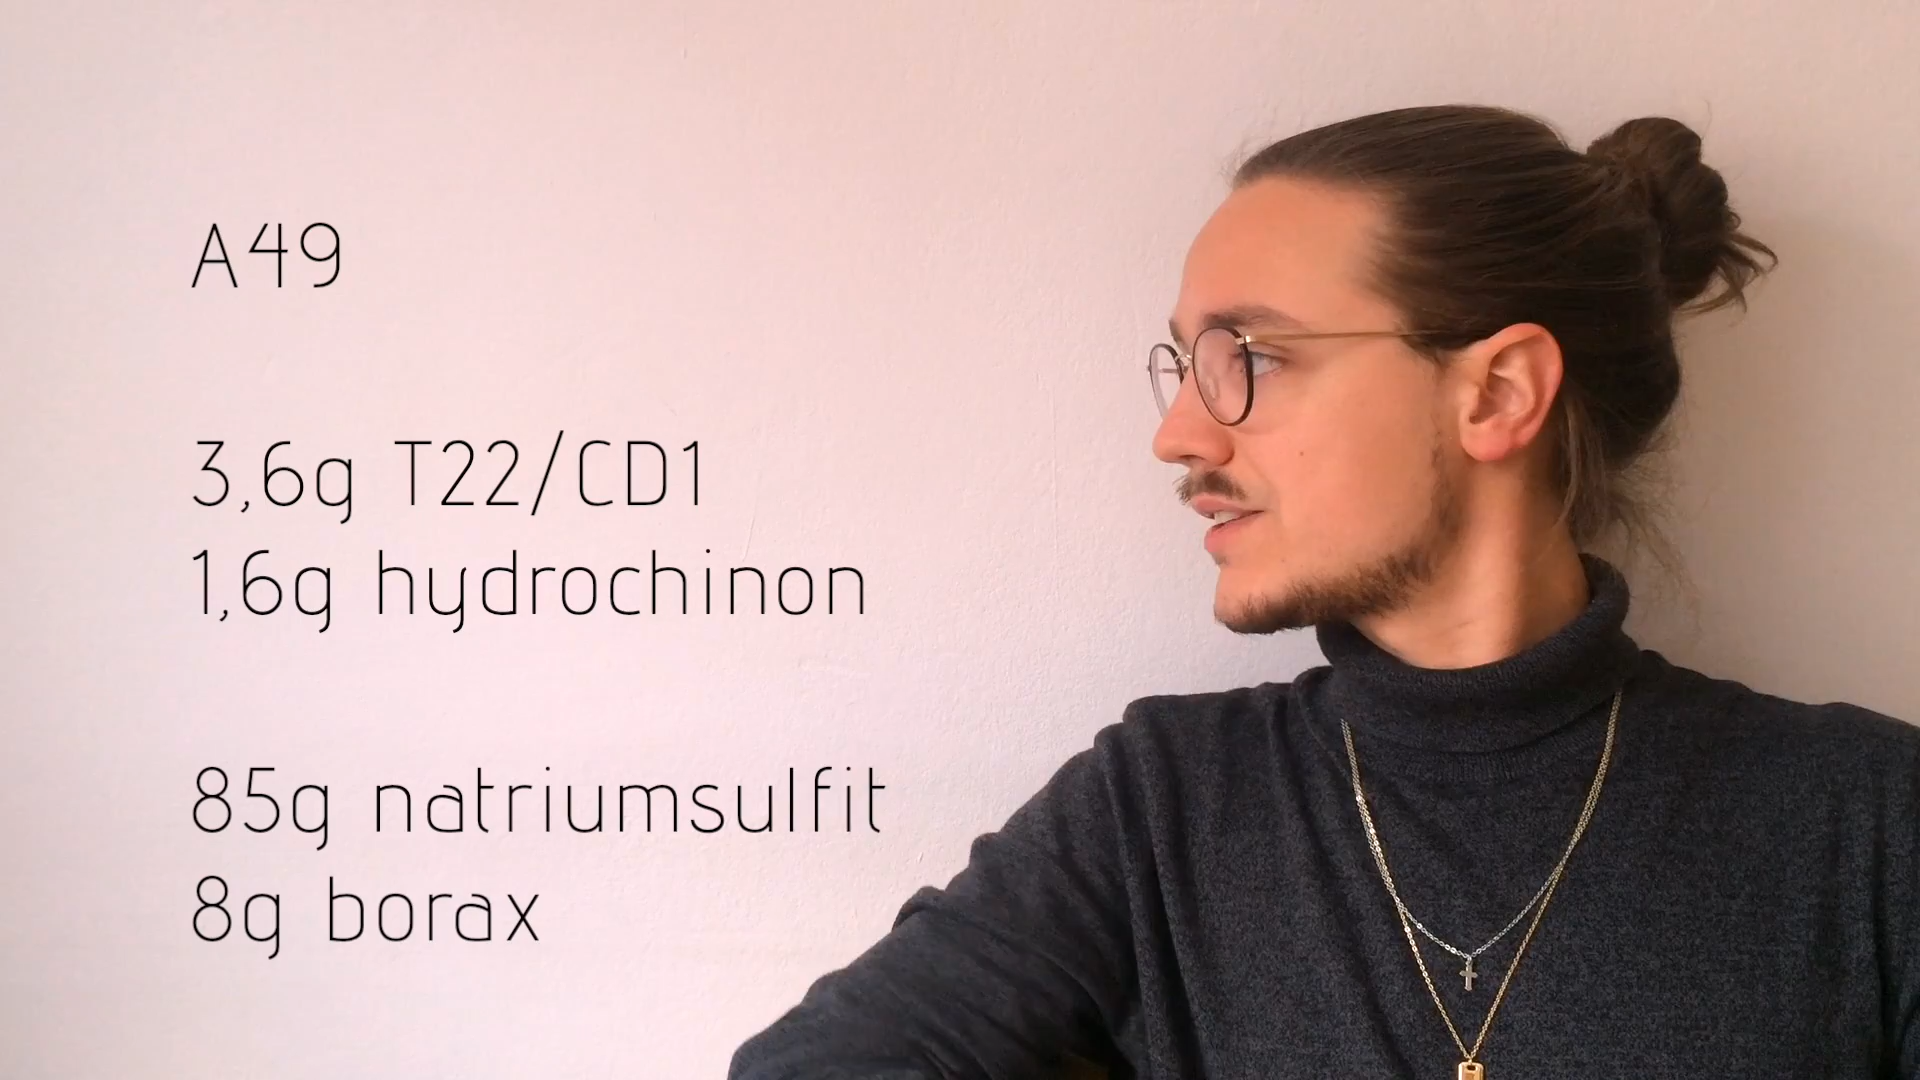 A49
3,6g T22/CD1
1,6g hydrochinon
85g natriumsulfit
8g borax